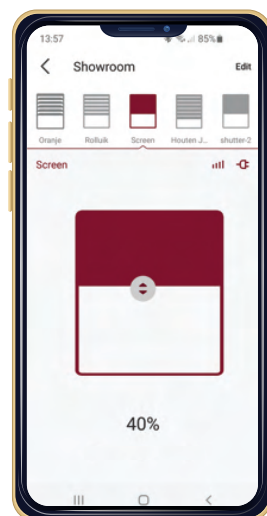 13:57 85%
Showroom Edit
Oranje Rolluik Screen Houten J... shutter-2
Screen
40%